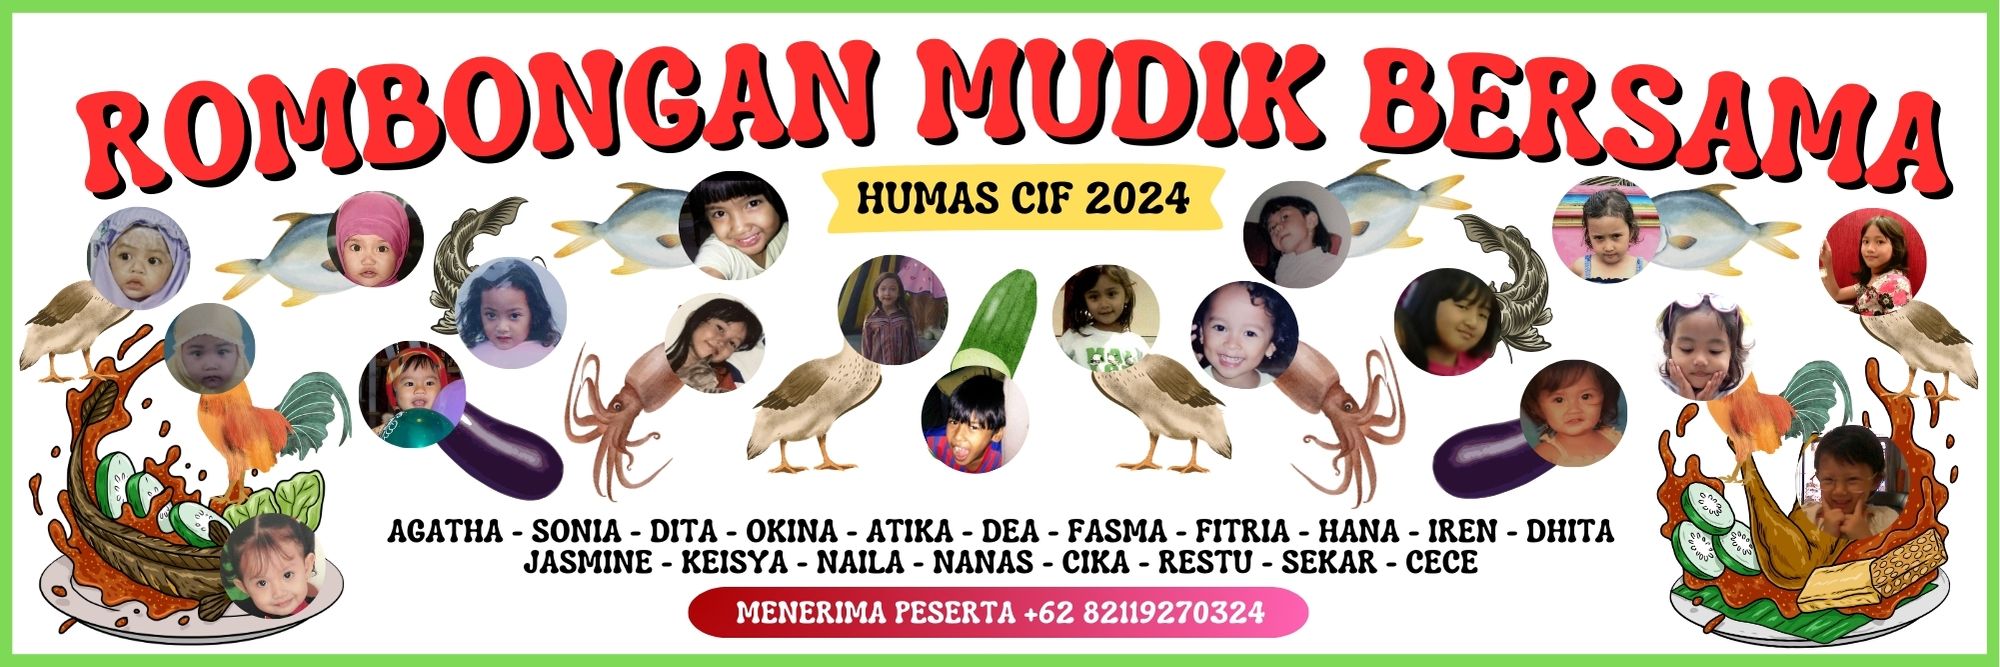 ROMBONGAN MUDIK BERSAMA
HUMAS CIF 2024
AGATHA - SONIA - DITA - OKINA - ATIKA - DEA - FASMA - FITRIA - HANA - IREN - DHITA
JASMINE - KEISYA - NAILA - NANAS - CIKA - RESTU - SEKAR - CECE
MENERIMA PESERTA +62 82119270324